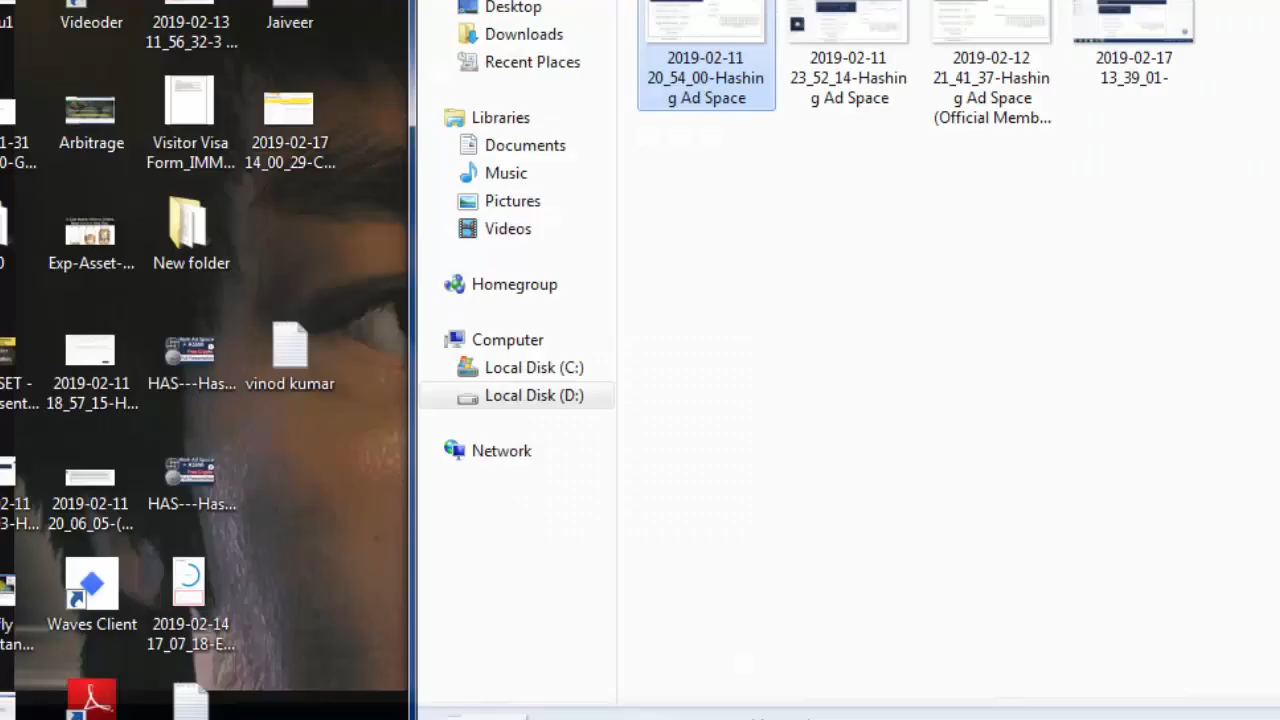 Videoder
2019-02-13
11_56_32-3 ...
Jaiveer
Arbitrage
Visitor Visa
Form_IMM...
2019-02-17
14_00_29-C...
1-31
0-G...
Exp-Asset-...
New folder
0
SET -
sent...
2019-02-11
18_57_15-H...
HAS---Has...
vinod kumar
02-11
03-H...
2019-02-11
20_06_05-(...
HAS---Has...
fly
tan...
Waves Client
2019-02-14
17_07_18-E...
Desktop
Downloads
Recent Places
Libraries
Documents
Music
Pictures
Videos
Homegroup
Computer
Local Disk (C:)
Local Disk (D:)
Network
2019-02-11
20_54_00-Hashin
g Ad Space
2019-02-11
23_52_14-Hashin
g Ad Space
2019-02-12
21_41_37-Hashin
g Ad Space
(Official Memb...
2019-02-17
13_39_01-